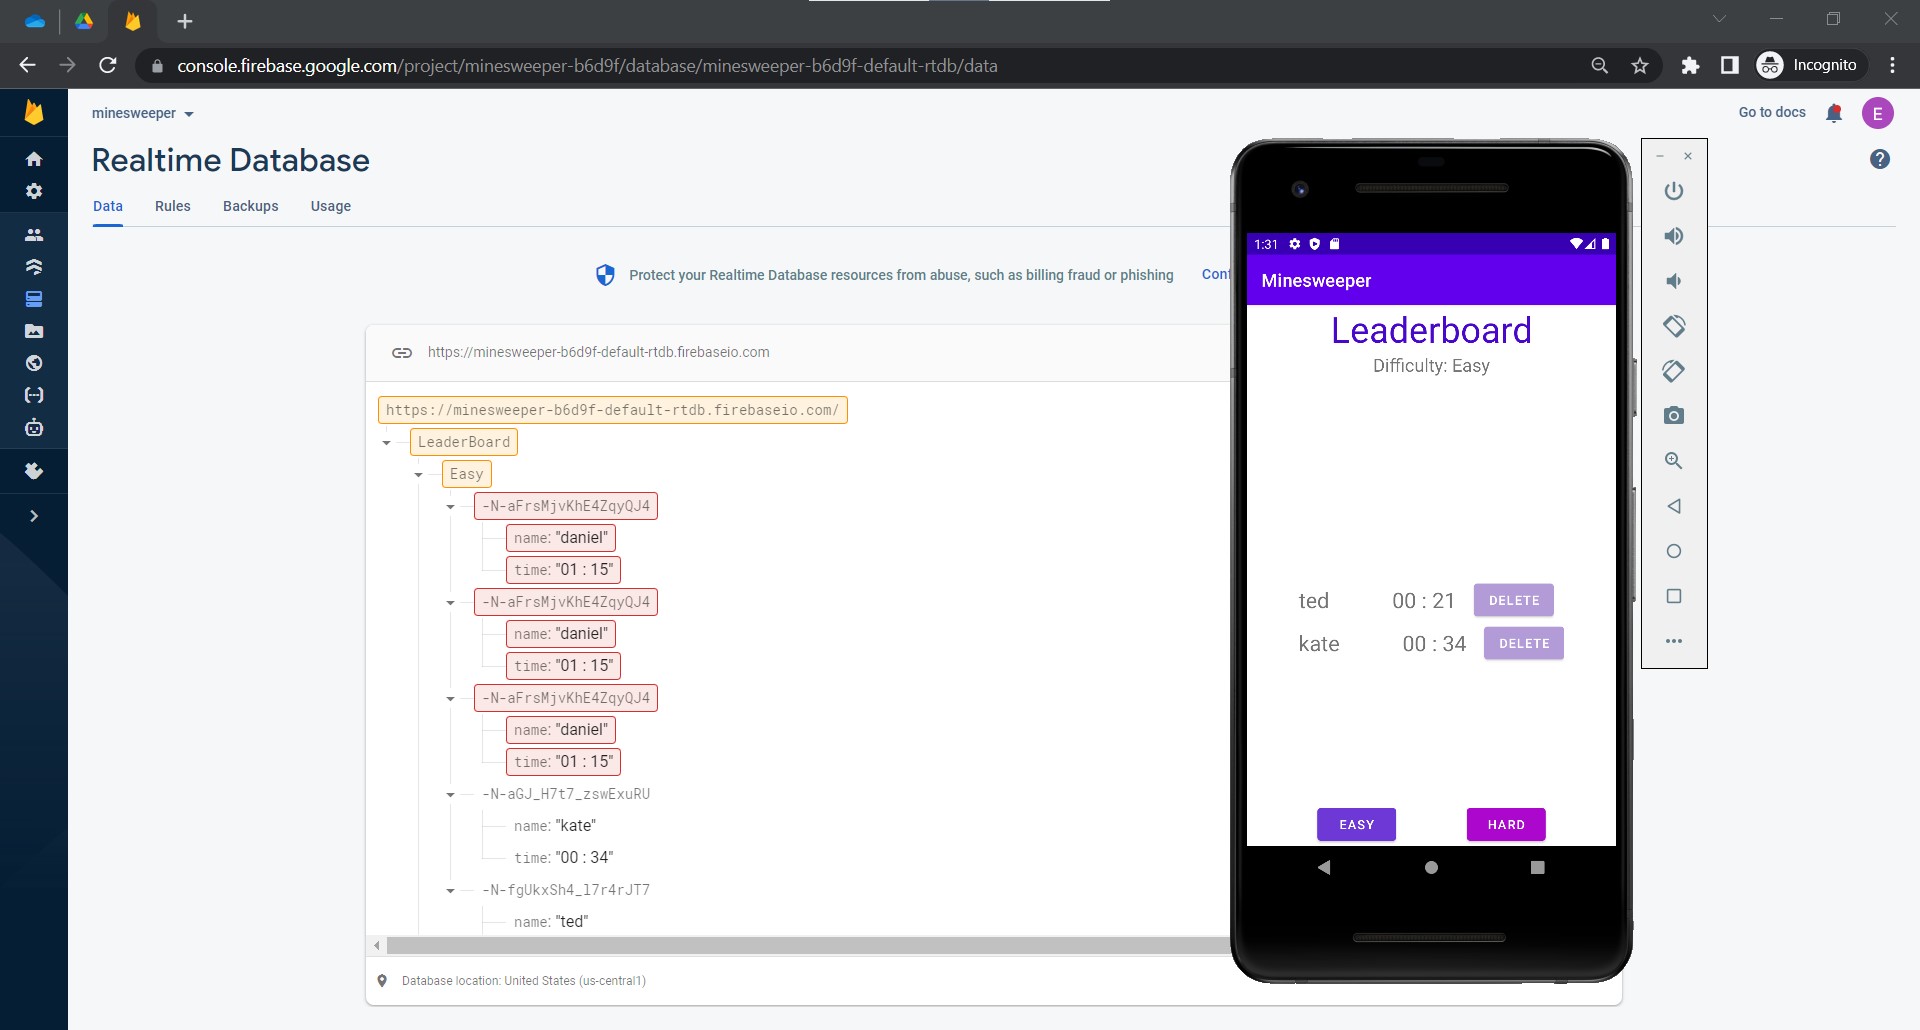 console.firebase.google.com/project/minesweeper-b6d9f/database/minesweeper-b6d9f-default-rtdb/data
Incognito
minesweeper
Go to docs
E
Realtime Database
Data
Rules
Backups
Usage
Protect your Realtime Database resources from abuse, such as billing fraud or phishing
Conf
https://minesweeper-b6d9f-default-rtdb.firebaseio.com
https://minesweeper-b6d9f-default-rtdb.firebaseio.com/
LeaderBoard
Easy
-N-aFrsMjvKhE4ZqyQJ4
name: "daniel"
time: "01 : 15"
-N-aFrsMjvKhE4ZqyQJ4
name: "daniel"
time: "01 : 15"
-N-aFrsMjvKhE4ZqyQJ4
name: "daniel"
time: "01 : 15"
-N-aGJ_H7t7_zswExuRU
name: "kate"
time: "00 : 34"
-N-fgUkxSh4_l7r4rJT7
name: "ted"
Database location: United States (us-central1)
1:31
Minesweeper
Leaderboard
Difficulty: Easy
ted 00 : 21 DELETE
kate 00 : 34 DELETE
EASY HARD